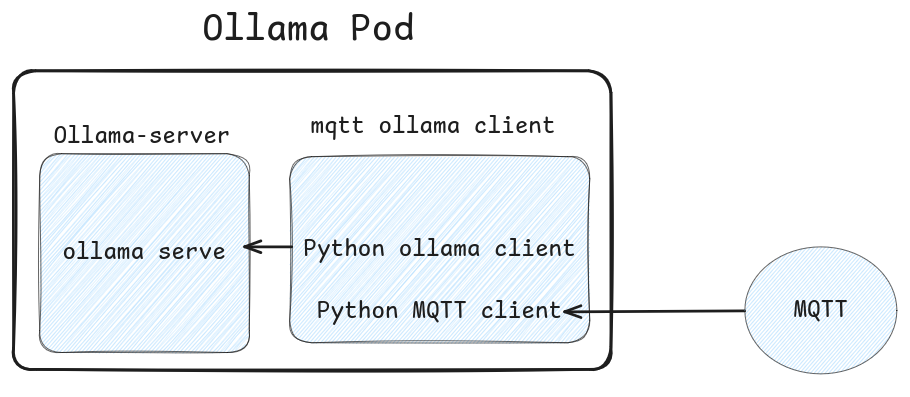 Ollama Pod
Ollama-server
mqtt ollama client
ollama serve
Python ollama client
Python MQTT client
MQTT